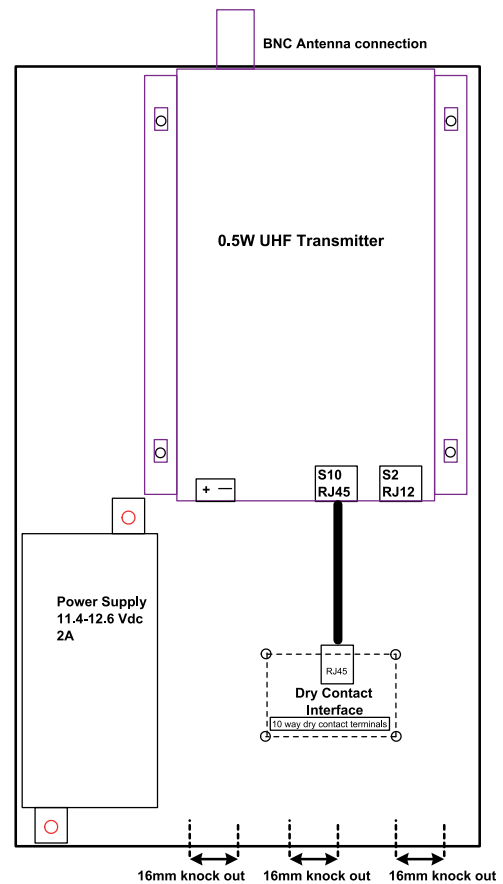 BNC Antenna connection
0.5W UHF Transmitter
+ —
S10
RJ45
S2
RJ12
Power Supply
11.4-12.6 Vdc
2A
RJ45
Dry Contact
Interface
10 way dry contact terminals
16mm knock out
16mm knock out
16mm knock out